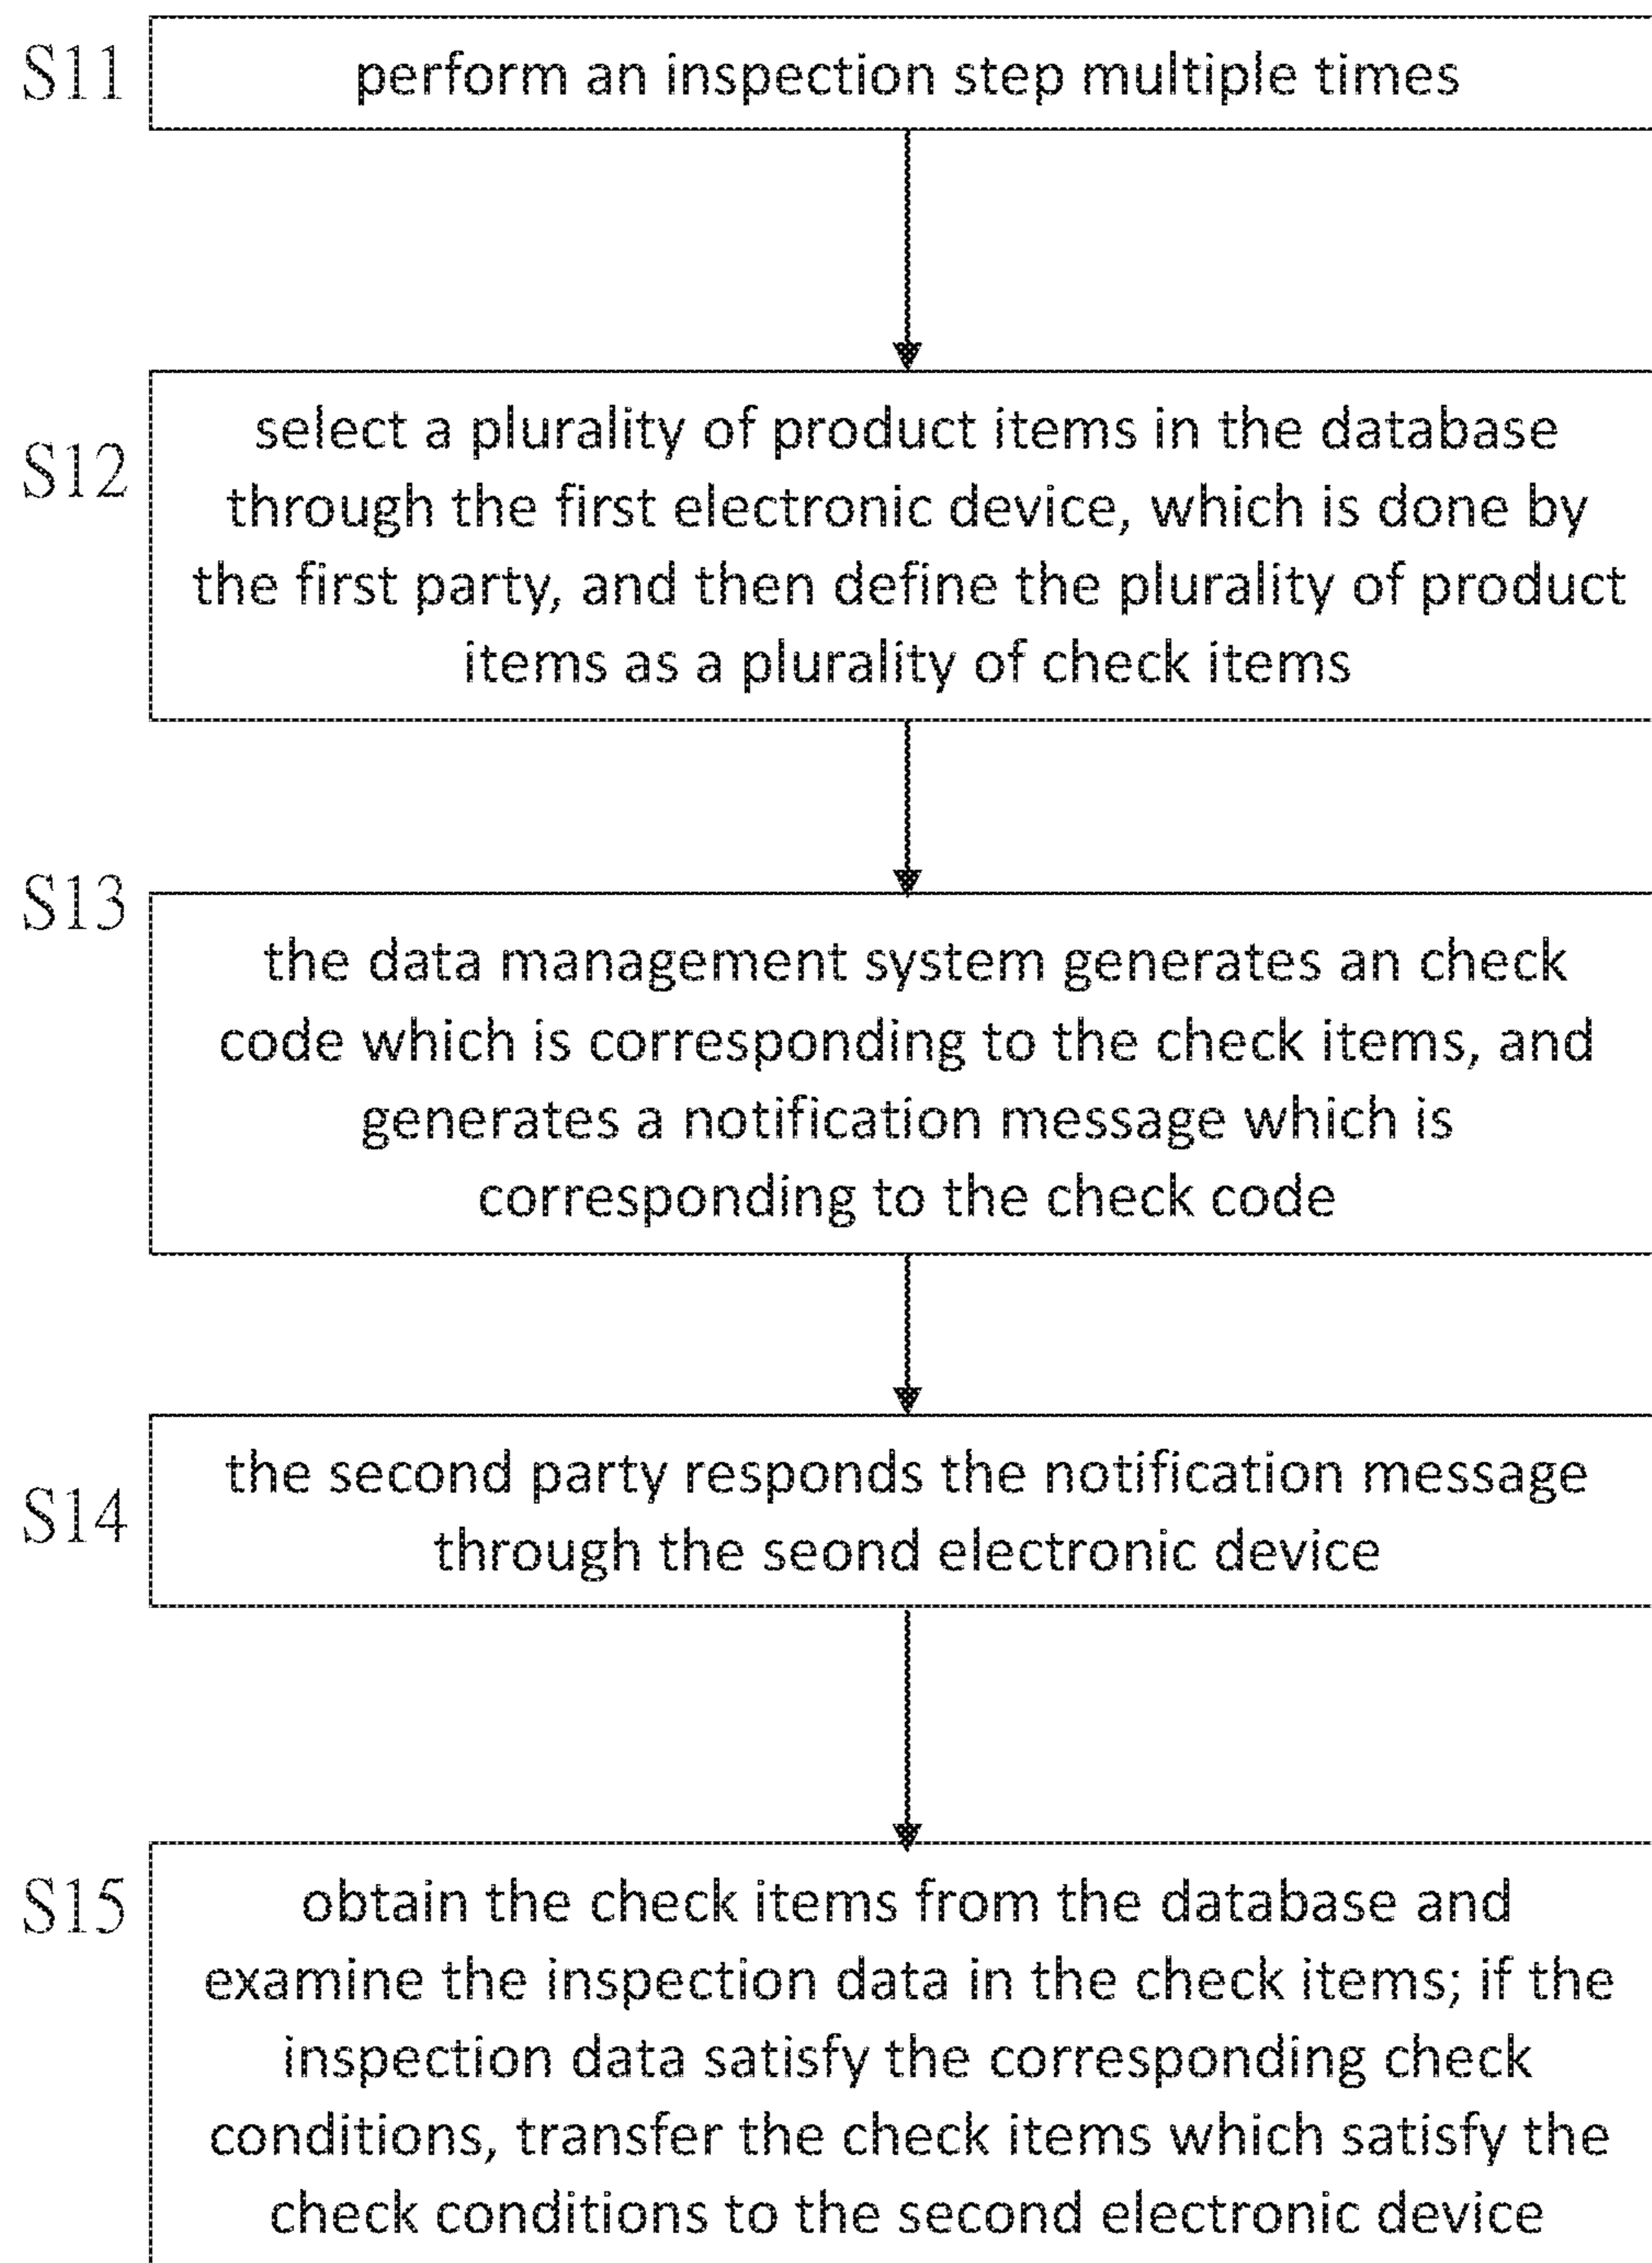 S11
perform an inspection step multiple times
S12
select a plurality of product items in the database
through the first electronic device, which is done by
the first party, and then define the plurality of product
items as a plurality of check items
S13
the data management system generates an check
code which is corresponding to the check items, and
generates a notification message which is
corresponding to the check code
S14
the second party responds the notification message
through the seond electronic device
S15
obtain the check items from the database and
examine the inspection data in the check items; if the
inspection data satisfy the corresponding check
conditions, transfer the check items which satisfy the
check conditions to the second electronic device